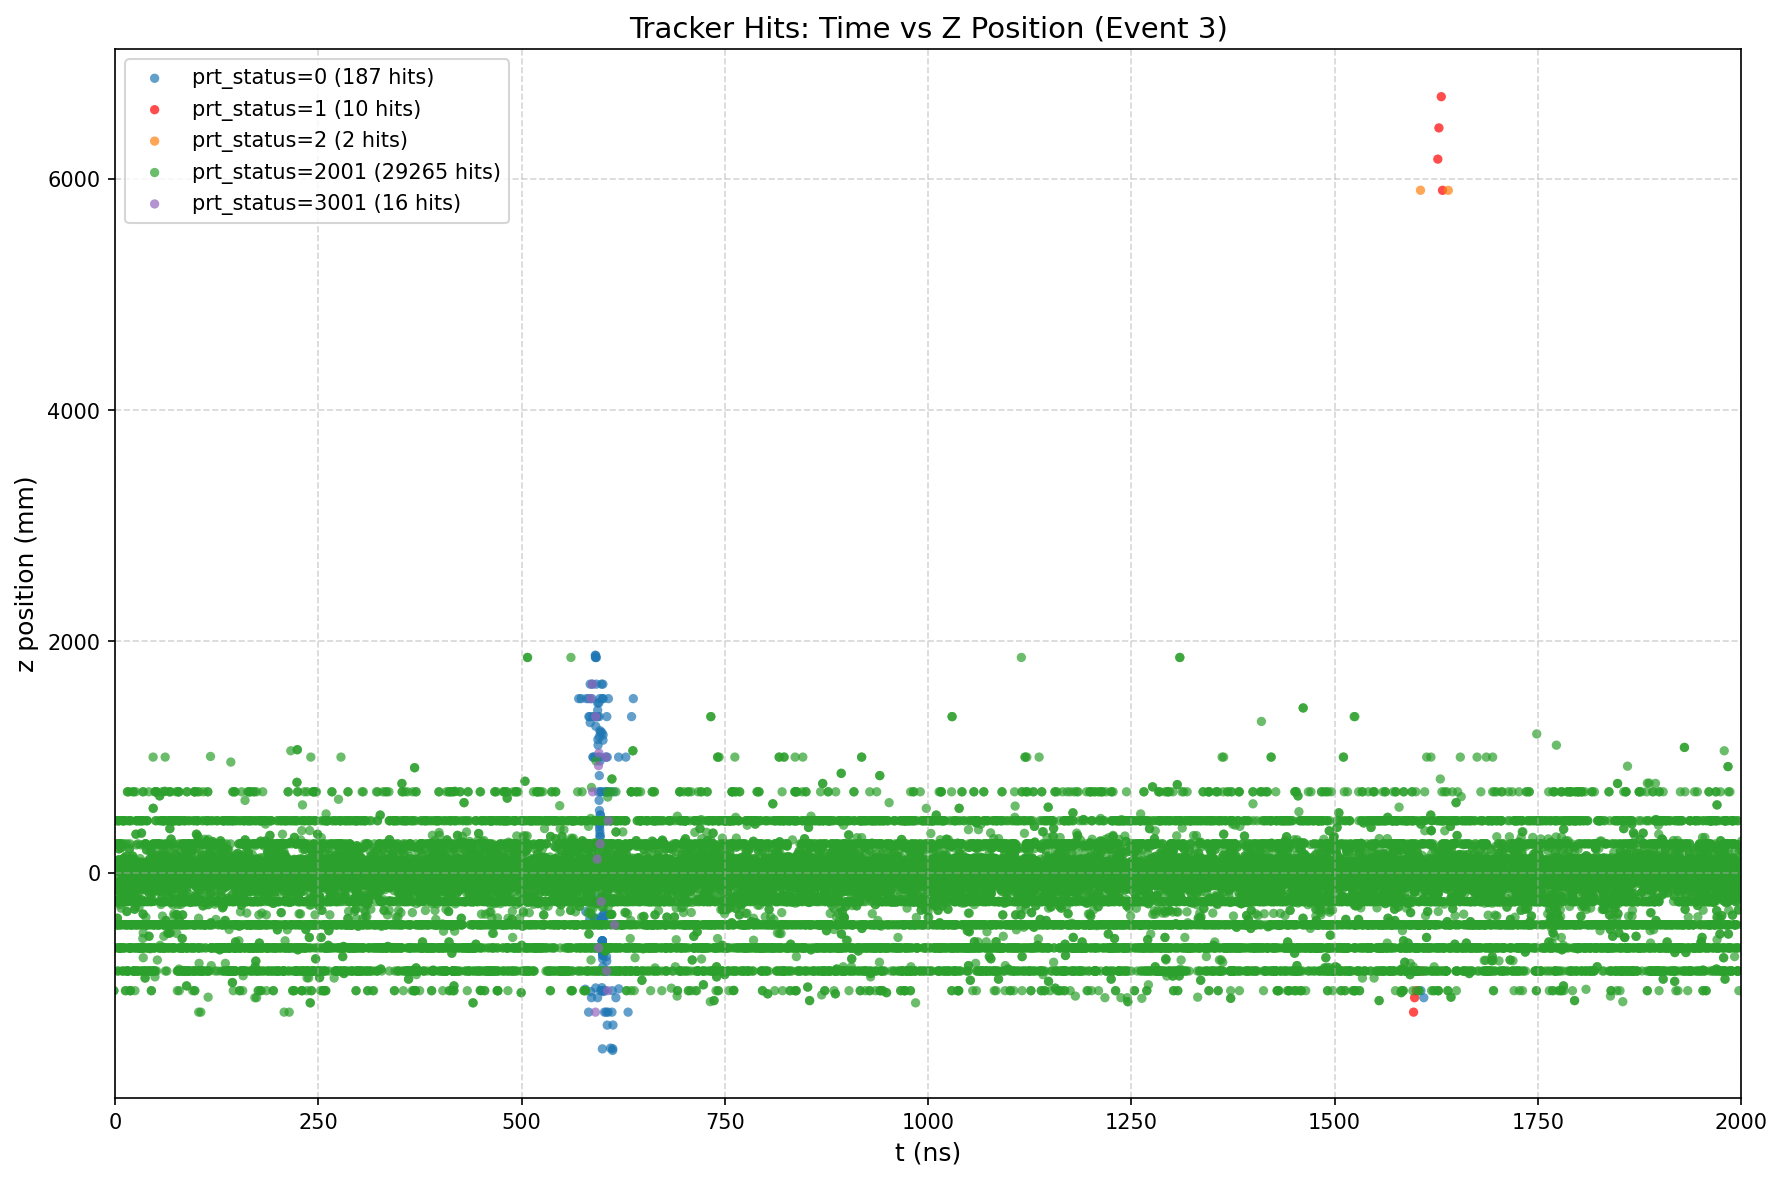 Tracker Hits: Time vs Z Position (Event 3)
prt_status=0 (187 hits)
prt_status=1 (10 hits)
prt_status=2 (2 hits)
prt_status=2001 (29265 hits)
prt_status=3001 (16 hits)
6000
4000
2000
0
z position (mm)
0 250 500 750 1000 1250 1500 1750 2000
t (ns)